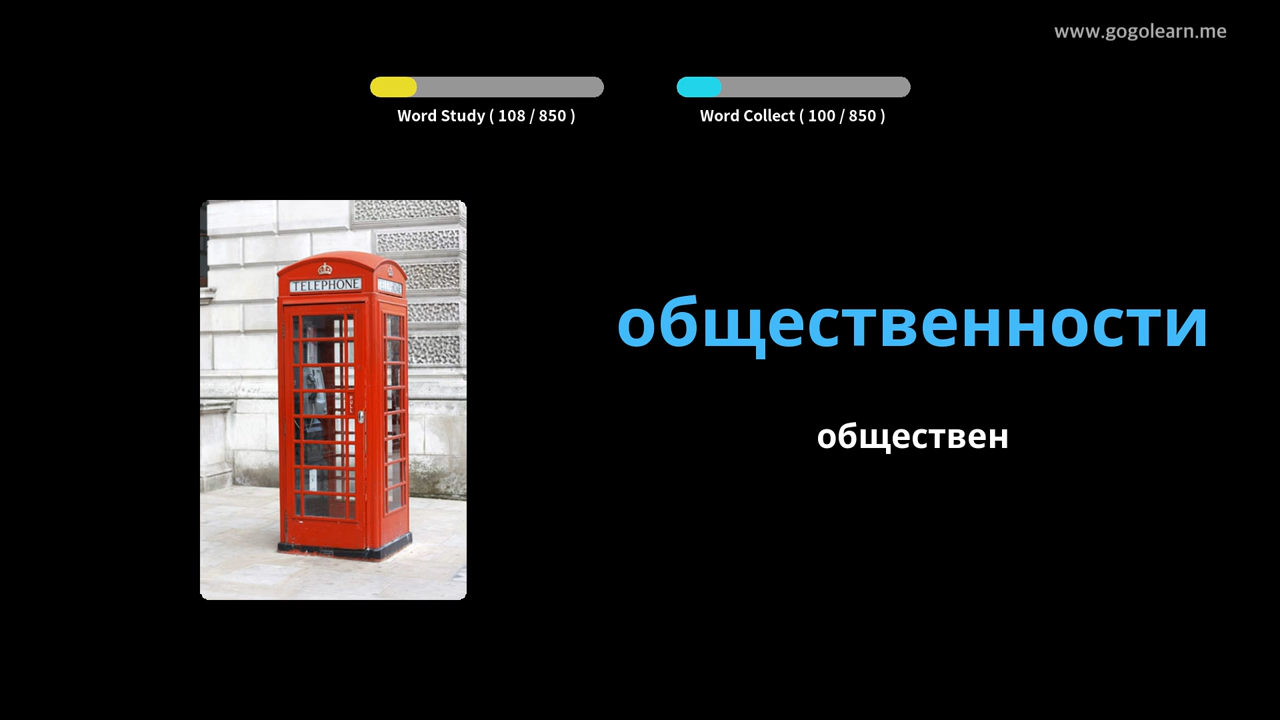 www.gogolearn.me
Word Study ( 108 / 850 )
Word Collect ( 100 / 850 )
TELEPHONE
общественности
обществен